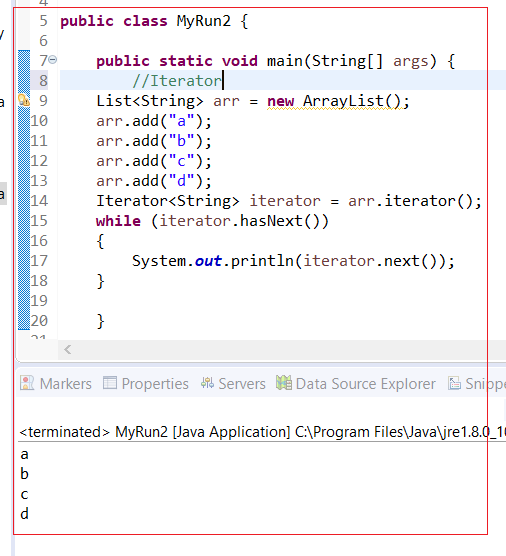 4
5 public class MyRun2 {
6
7 public static void main(String[] args) {
8 //Iterator
9 List<String> arr = new ArrayList();
10 arr.add("a");
11 arr.add("b");
12 arr.add("c");
13 arr.add("d");
14 Iterator<String> iterator = arr.iterator();
15 while (iterator.hasNext())
16 {
17 System.out.println(iterator.next());
18 }
19
20 }
Markers Properties Servers Data Source Explorer Snippe
<terminated> MyRun2 [Java Application] C:\Program Files\Java\jre1.8.0_10
a
b
c
d